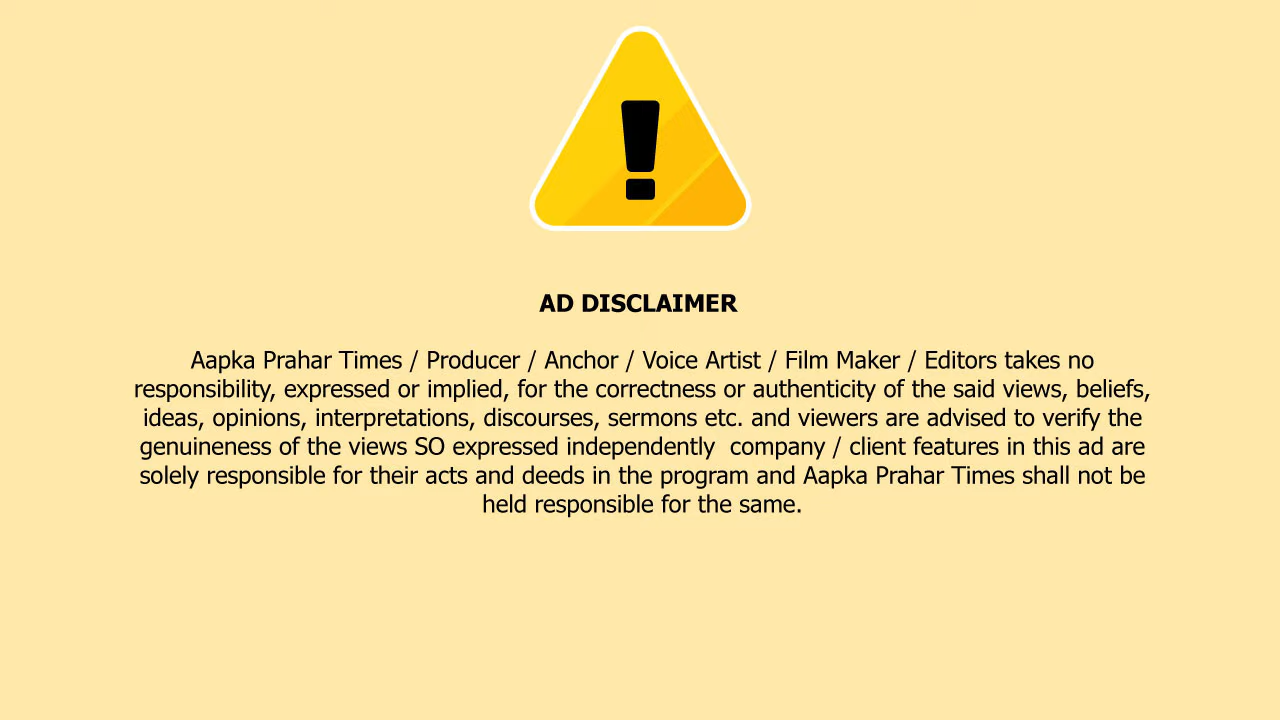 AD DISCLAIMER
Aapka Prahar Times / Producer / Anchor / Voice Artist / Film Maker / Editors takes no
responsibility, expressed or implied, for the correctness or authenticity of the said views, beliefs,
ideas, opinions, interpretations, discourses, sermons etc. and viewers are advised to verify the
genuineness of the views SO expressed independently  company / client features in this ad are
solely responsible for their acts and deeds in the program and Aapka Prahar Times shall not be
held responsible for the same.